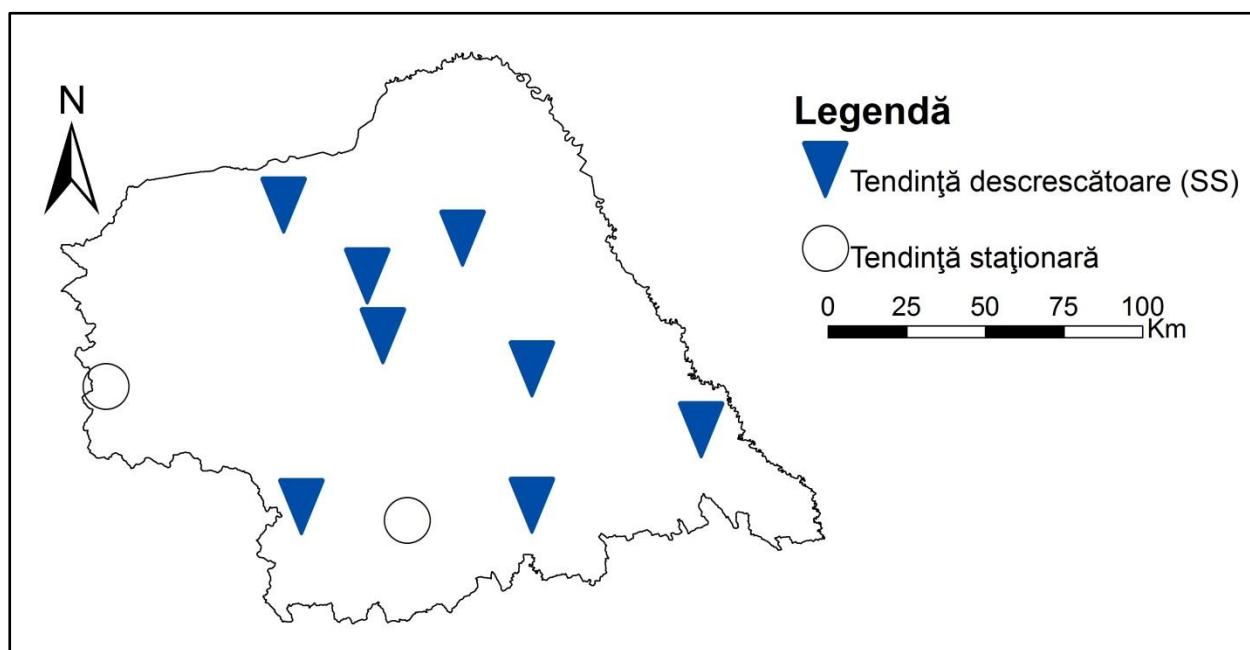 N
Legendă
Tendinţă descrescătoare (SS)
Tendinţă staţionară
0 25 50 75 100
Km